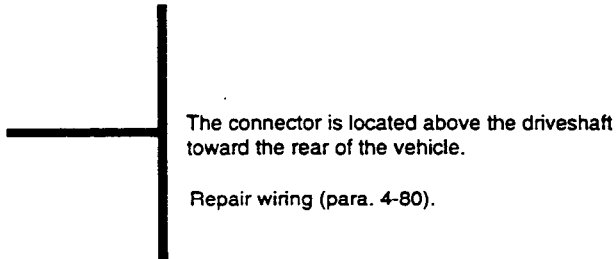 The connector is located above the driveshaft
toward the rear of the vehicle.
Repair wiring (para. 4-80).